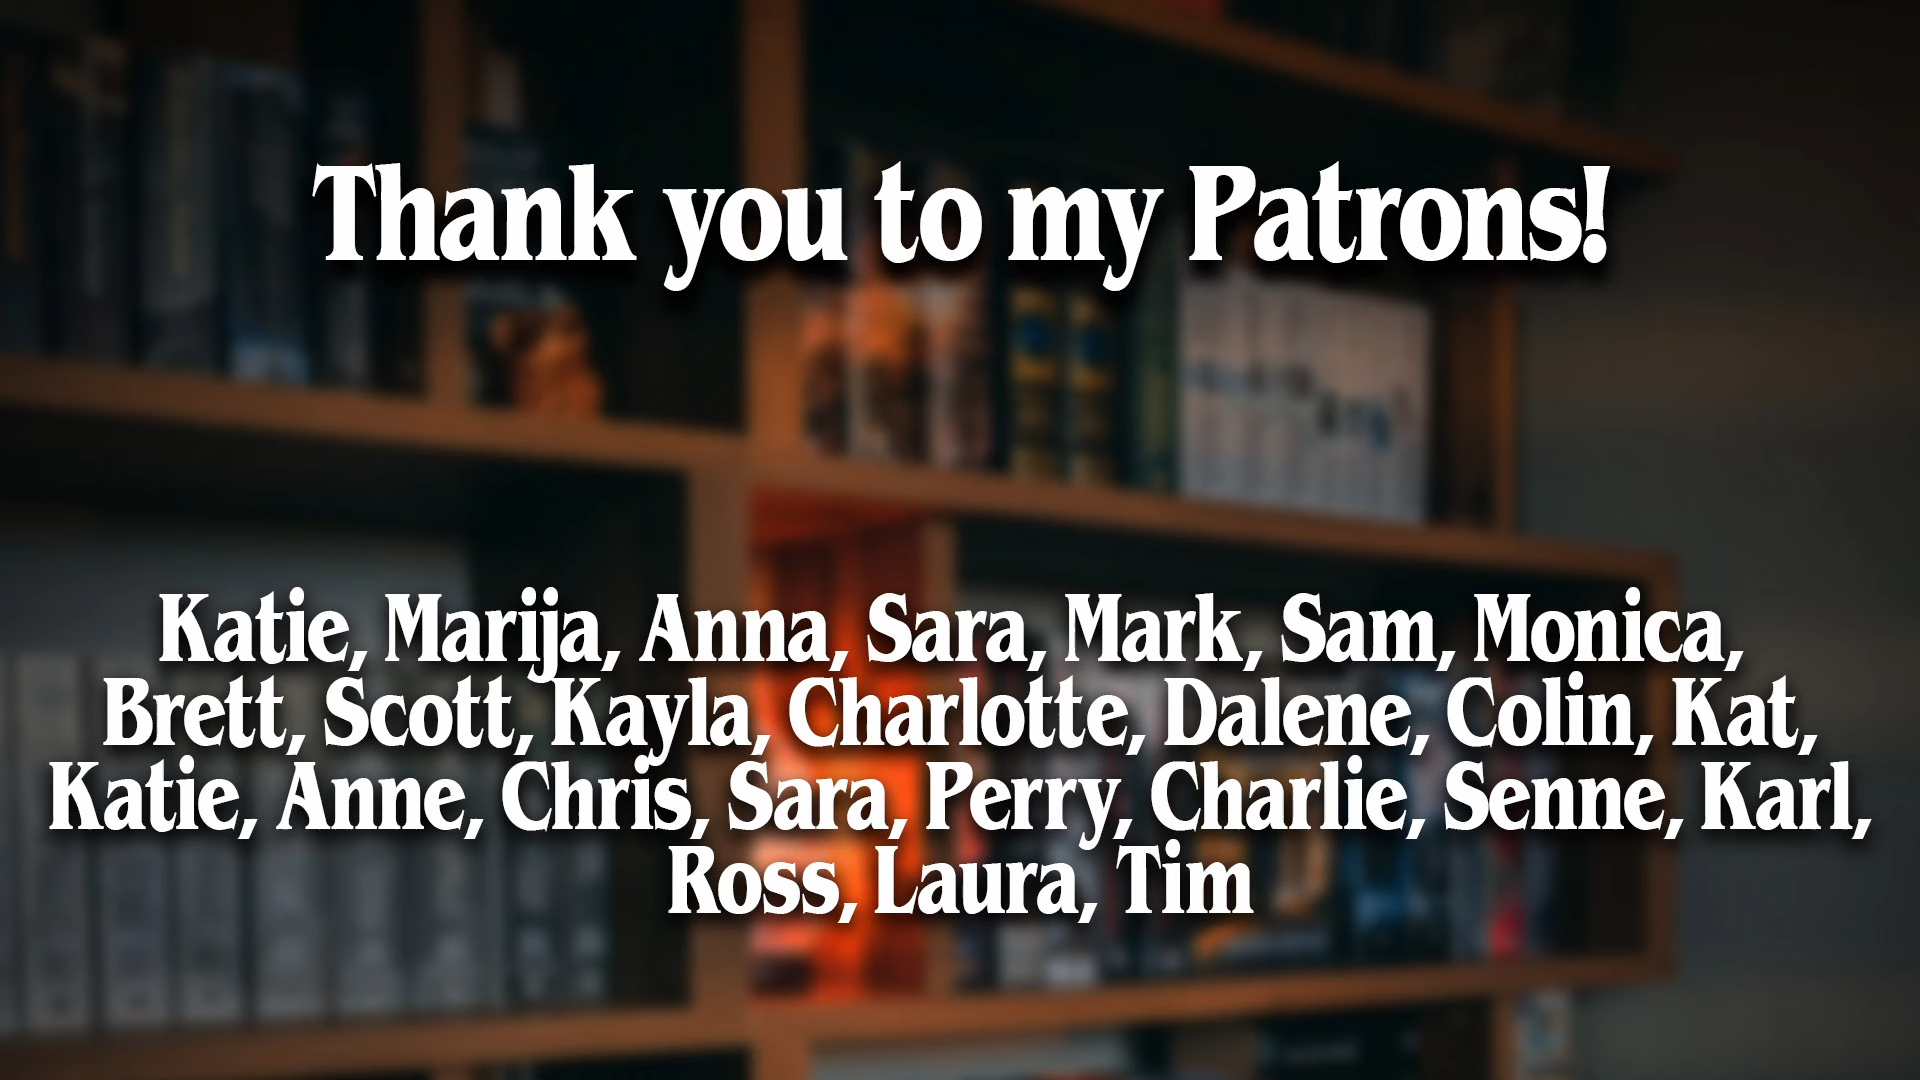 Thank you to my Patrons!
Katie, Marija, Anna, Sara, Mark, Sam, Monica,
Brett, Scott, Kayla, Charlotte, Dalene, Colin, Kat,
Katie, Anne, Chris, Sara, Perry, Charlie, Senne, Karl,
Ross, Laura, Tim